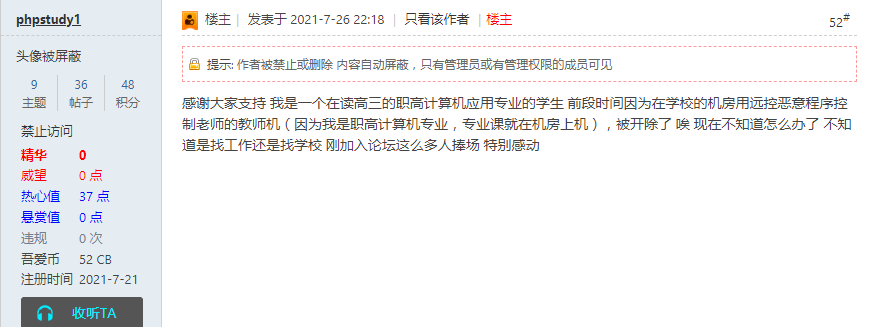 phpstudy1
头像被屏蔽
9 36 48
主题 帖子 积分
禁止访问
精华 0
威望 0 点
热心值 37 点
悬赏值 0 点
违规 0 次
吾爱币 52 CB
注册时间 2021-7-21
收听TA
楼主 | 发表于 2021-7-26 22:18 | 只看该作者 | 楼主
52#
提示: 作者被禁止或删除 内容自动屏蔽，只有管理员或有管理权限的成员可见
感谢大家支持 我是一个在读高三的职高计算机应用专业的学生 前段时间因为在学校的机房用远控恶意程序控
制老师的教师机（因为我是职高计算机专业，专业课就在机房上机），被开除了 唉 现在不知道怎么办了 不知
道是找工作还是找学校 刚加入论坛这么多人捧场 特别感动